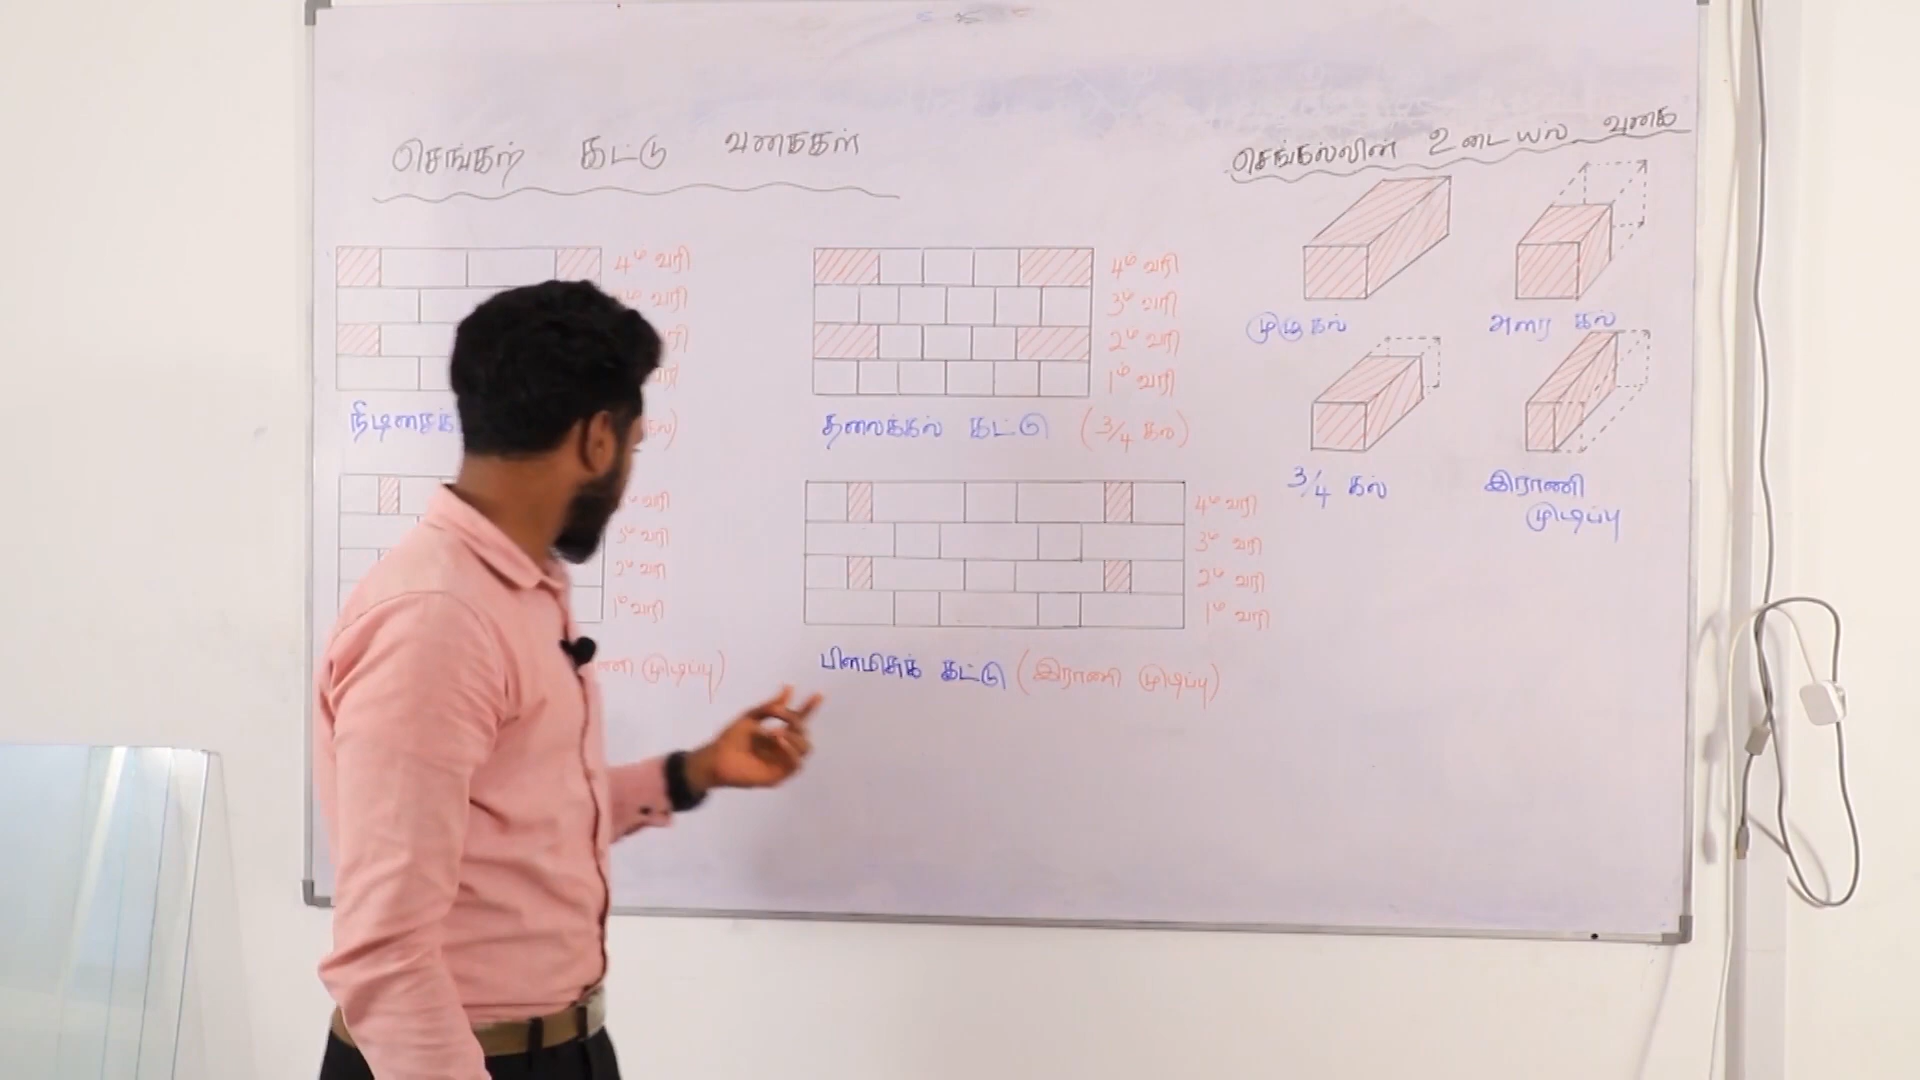 செங்கற் கட்டு வகைகள்
செங்கல்லின் உடையல் வகை
4ம் வரி
வரி
4ம் வரி
3ம் வரி
2ம் வரி
1ம் வரி
தலைக்கல் கட்டு (3/4 கல்)
முழுகல்
அரை கல்
3/4 கல்
இராணி
முடிப்பு
வரி
3ம் வரி
2ம் வரி
1ம் வரி
முடிப்பு)
4ம் வரி
3ம் வரி
2ம் வரி
1ம் வரி
பிளமிசுக் கட்டு (இராணி முடிப்பு)